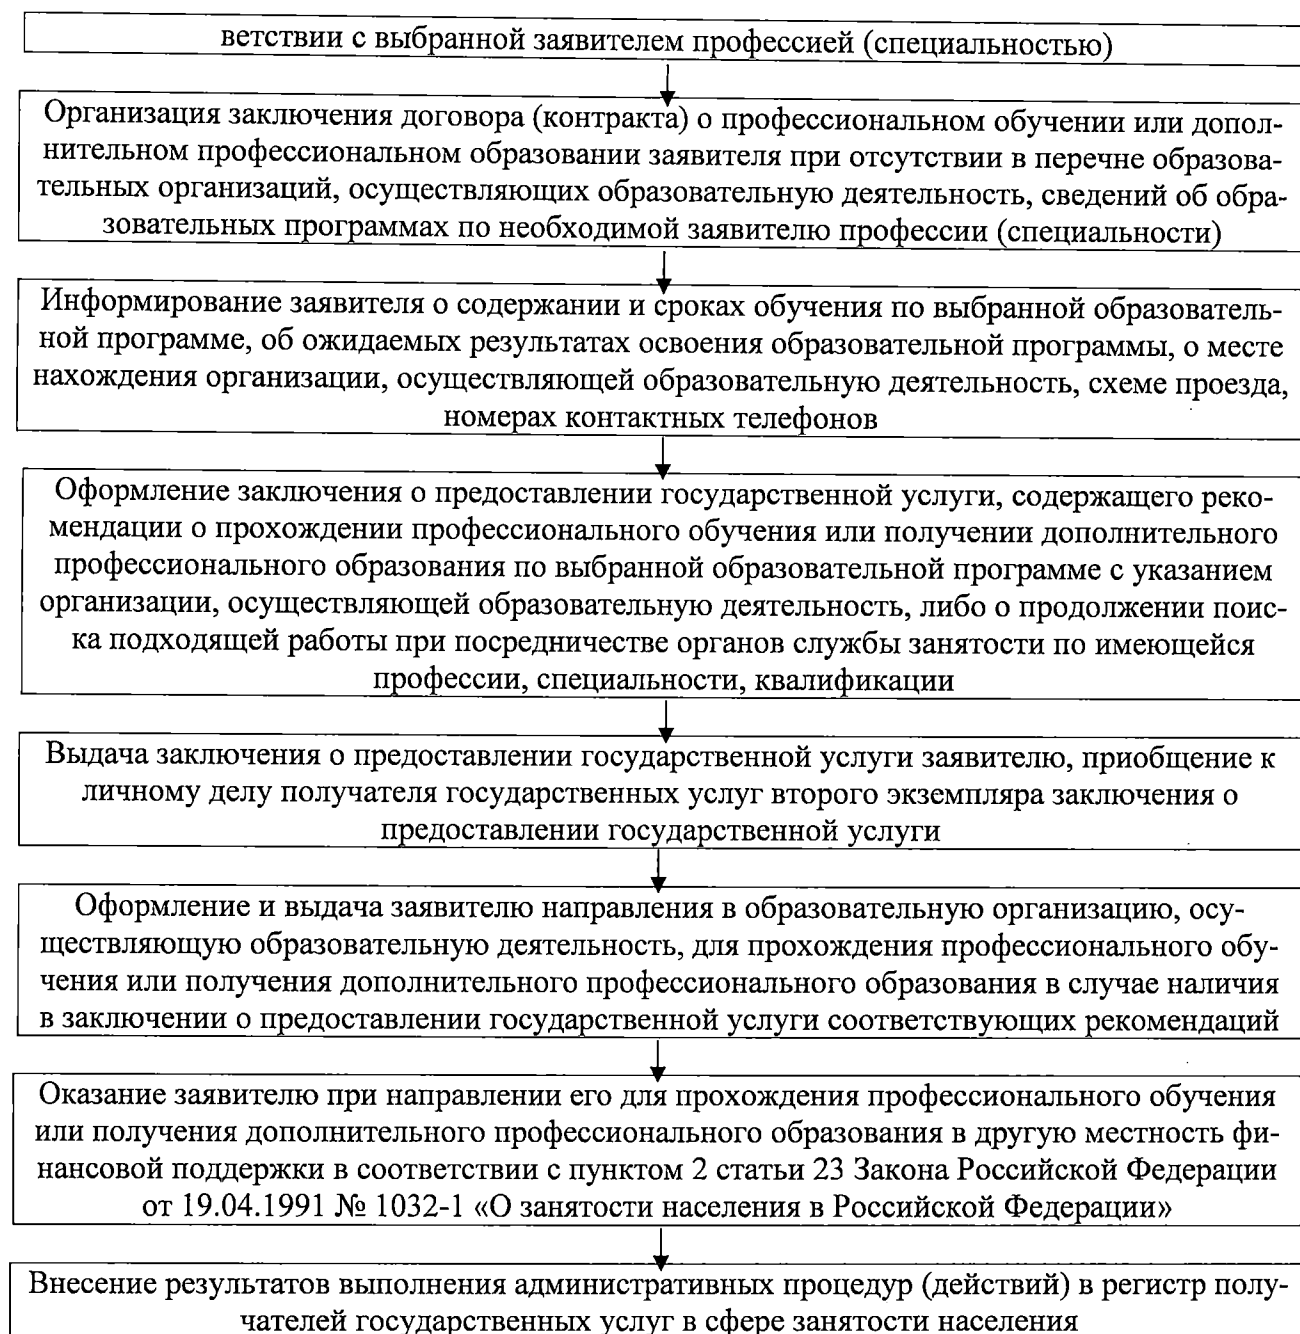 ветствии с выбранной заявителем профессией (специальностью)
Организация заключения договора (контракта) о профессиональном обучении или допол-
нительном профессиональном образовании заявителя при отсутствии в перечне образова-
тельных организаций, осуществляющих образовательную деятельность, сведений об обра-
зовательных программах по необходимой заявителю профессии (специальности)
Информирование заявителя о содержании и сроках обучения по выбранной образователь-
ной программе, об ожидаемых результатах освоения образовательной программы, о месте
нахождения организации, осуществляющей образовательную деятельность, схеме проезда,
номерах контактных телефонов
Оформление заключения о предоставлении государственной услуги, содержащего реко-
мендации о прохождении профессионального обучения или получении дополнительного
профессионального образования по выбранной образовательной программе с указанием
организации, осуществляющей образовательную деятельность, либо о продолжении поис-
ка подходящей работы при посредничестве органов службы занятости по имеющейся
профессии, специальности, квалификации
Выдача заключения о предоставлении государственной услуги заявителю, приобщение к
личному делу получателя государственных услуг второго экземпляра заключения о
предоставлении государственной услуги
Оформление и выдача заявителю направления в образовательную организацию, осу-
ществляющую образовательную деятельность, для прохождения профессионального обу-
чения или получения дополнительного профессионального образования в случае наличия
в заключении о предоставлении государственной услуги соответствующих рекомендаций
Оказание заявителю при направлении его для прохождения профессионального обучения
или получения дополнительного профессионального образования в другую местность фи-
нансовой поддержки в соответствии с пунктом 2 статьи 23 Закона Российской Федерации
от 19.04.1991 № 1032-1 «О занятости населения в Российской Федерации»
Внесение результатов выполнения административных процедур (действий) в регистр полу-
чателей государственных услуг в сфере занятости населения